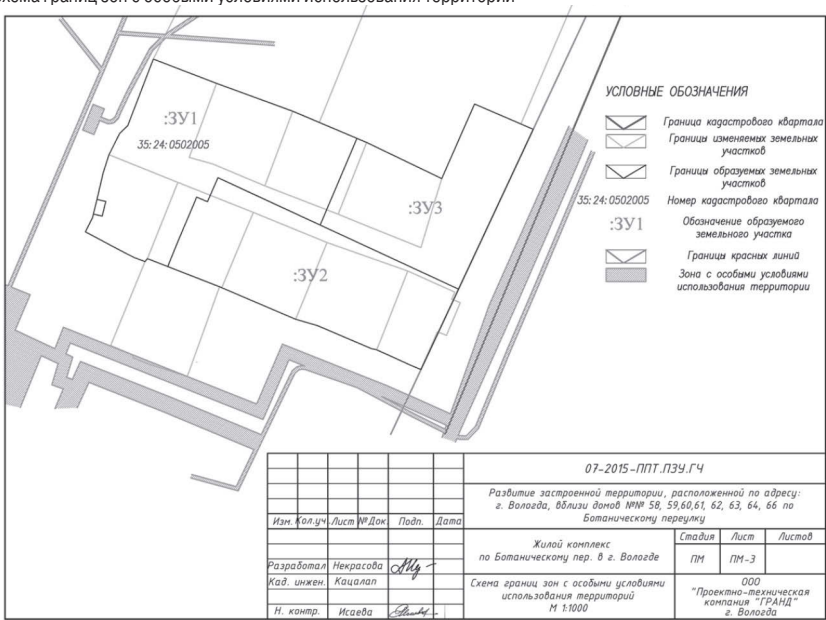 Схема границ зон с особыми условиями использования территории
:ЗУ1
35:24:0502005
:ЗУ3
:ЗУ2
УСЛОВНЫЕ ОБОЗНАЧЕНИЯ
Граница кадастрового квартала
Границы изменяемых земельных
участков
Границы образуемых земельных
участков
35:24:0502005 Номер кадастрового квартала
:ЗУ1 Обозначение образуемого
земельного участка
Границы красных линий
Зона с особыми условиями
использования территории
07-2015-ППТ.ПЗУ.ГЧ
Развитие застроенной территории, расположенной по адресу:
г. Вологда, вблизи домов №№ 58, 59,60,61, 62, 63, 64, 66 по
Ботаническому переулку
Изм. Кол.уч. Лист №Док. Подп. Дата
Жилой комплекс
по Ботаническому пер. в г. Вологде
Стадия Лист Листов
ПМ ПМ-3
Разработал Некрасова
Кад. инжен. Кацалап
Н. контр. Исаева
Схема границ зон с особыми условиями
использования территорий
М 1:1000
ООО
"Проектно-техническая
компания "ГРАНД"
г. Вологда